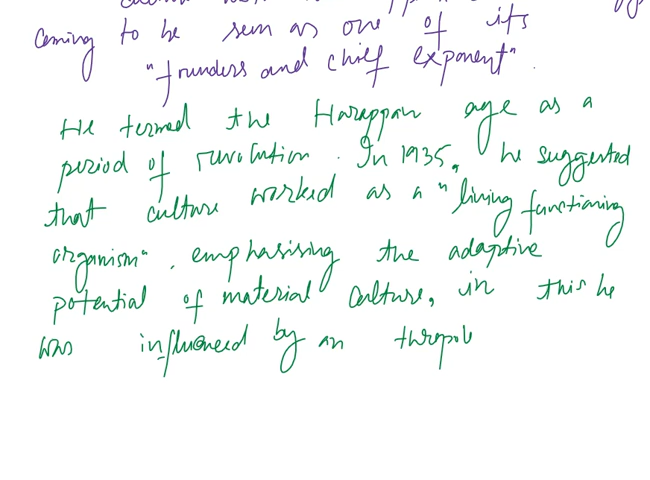 coming to be seen as one of its
"founders and chief exponent".
He termed the Harappan age as a
period of revolution. In 1935, he suggested
that culture worked as a "living functioning
organism", emphasising the adaptive
potential of material culture, in this he
was influenced by an thropol